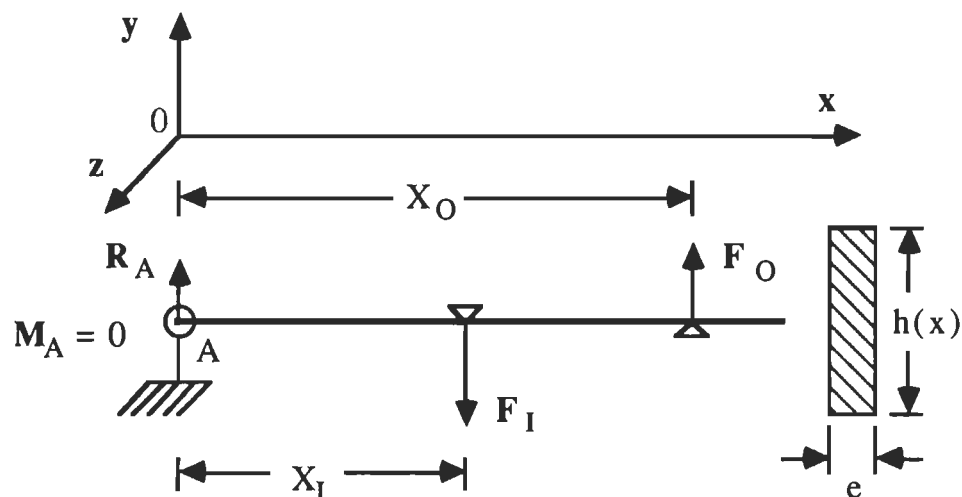 y
0
x
z
X_O
R_A
F_O
M_A = 0
A
h(x)
F_I
X_I
e